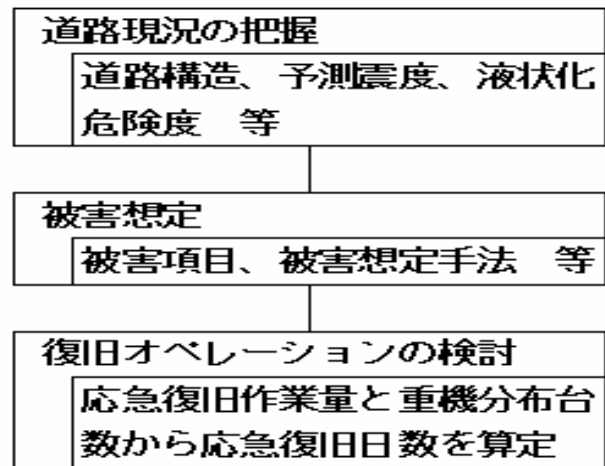 道路現況の把握
道路構造、予測震度、液状化
危険度　等
被害想定
被害項目、被害想定手法　等
復旧オペレーションの検討
応急復旧作業量と重機分布台
数から応急復旧日数を算定